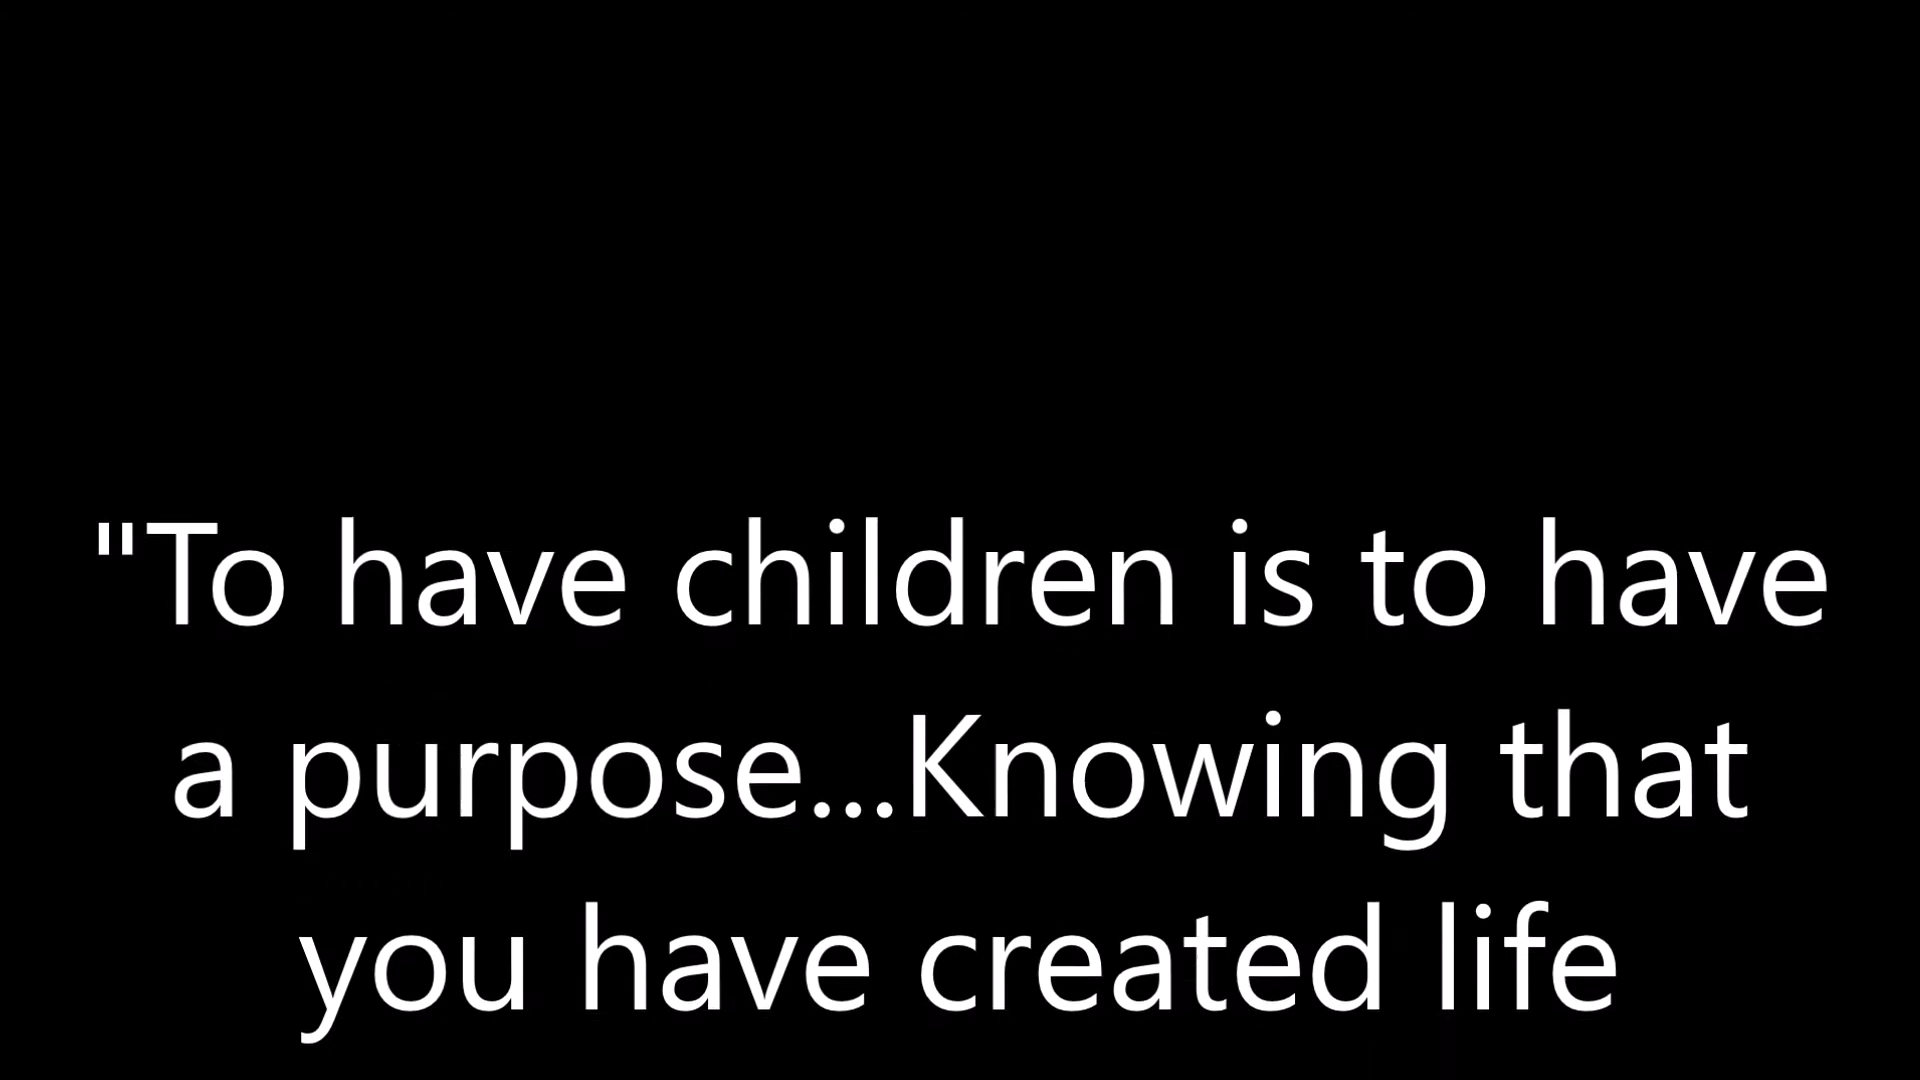 "To have children is to have
a purpose...Knowing that
you have created life